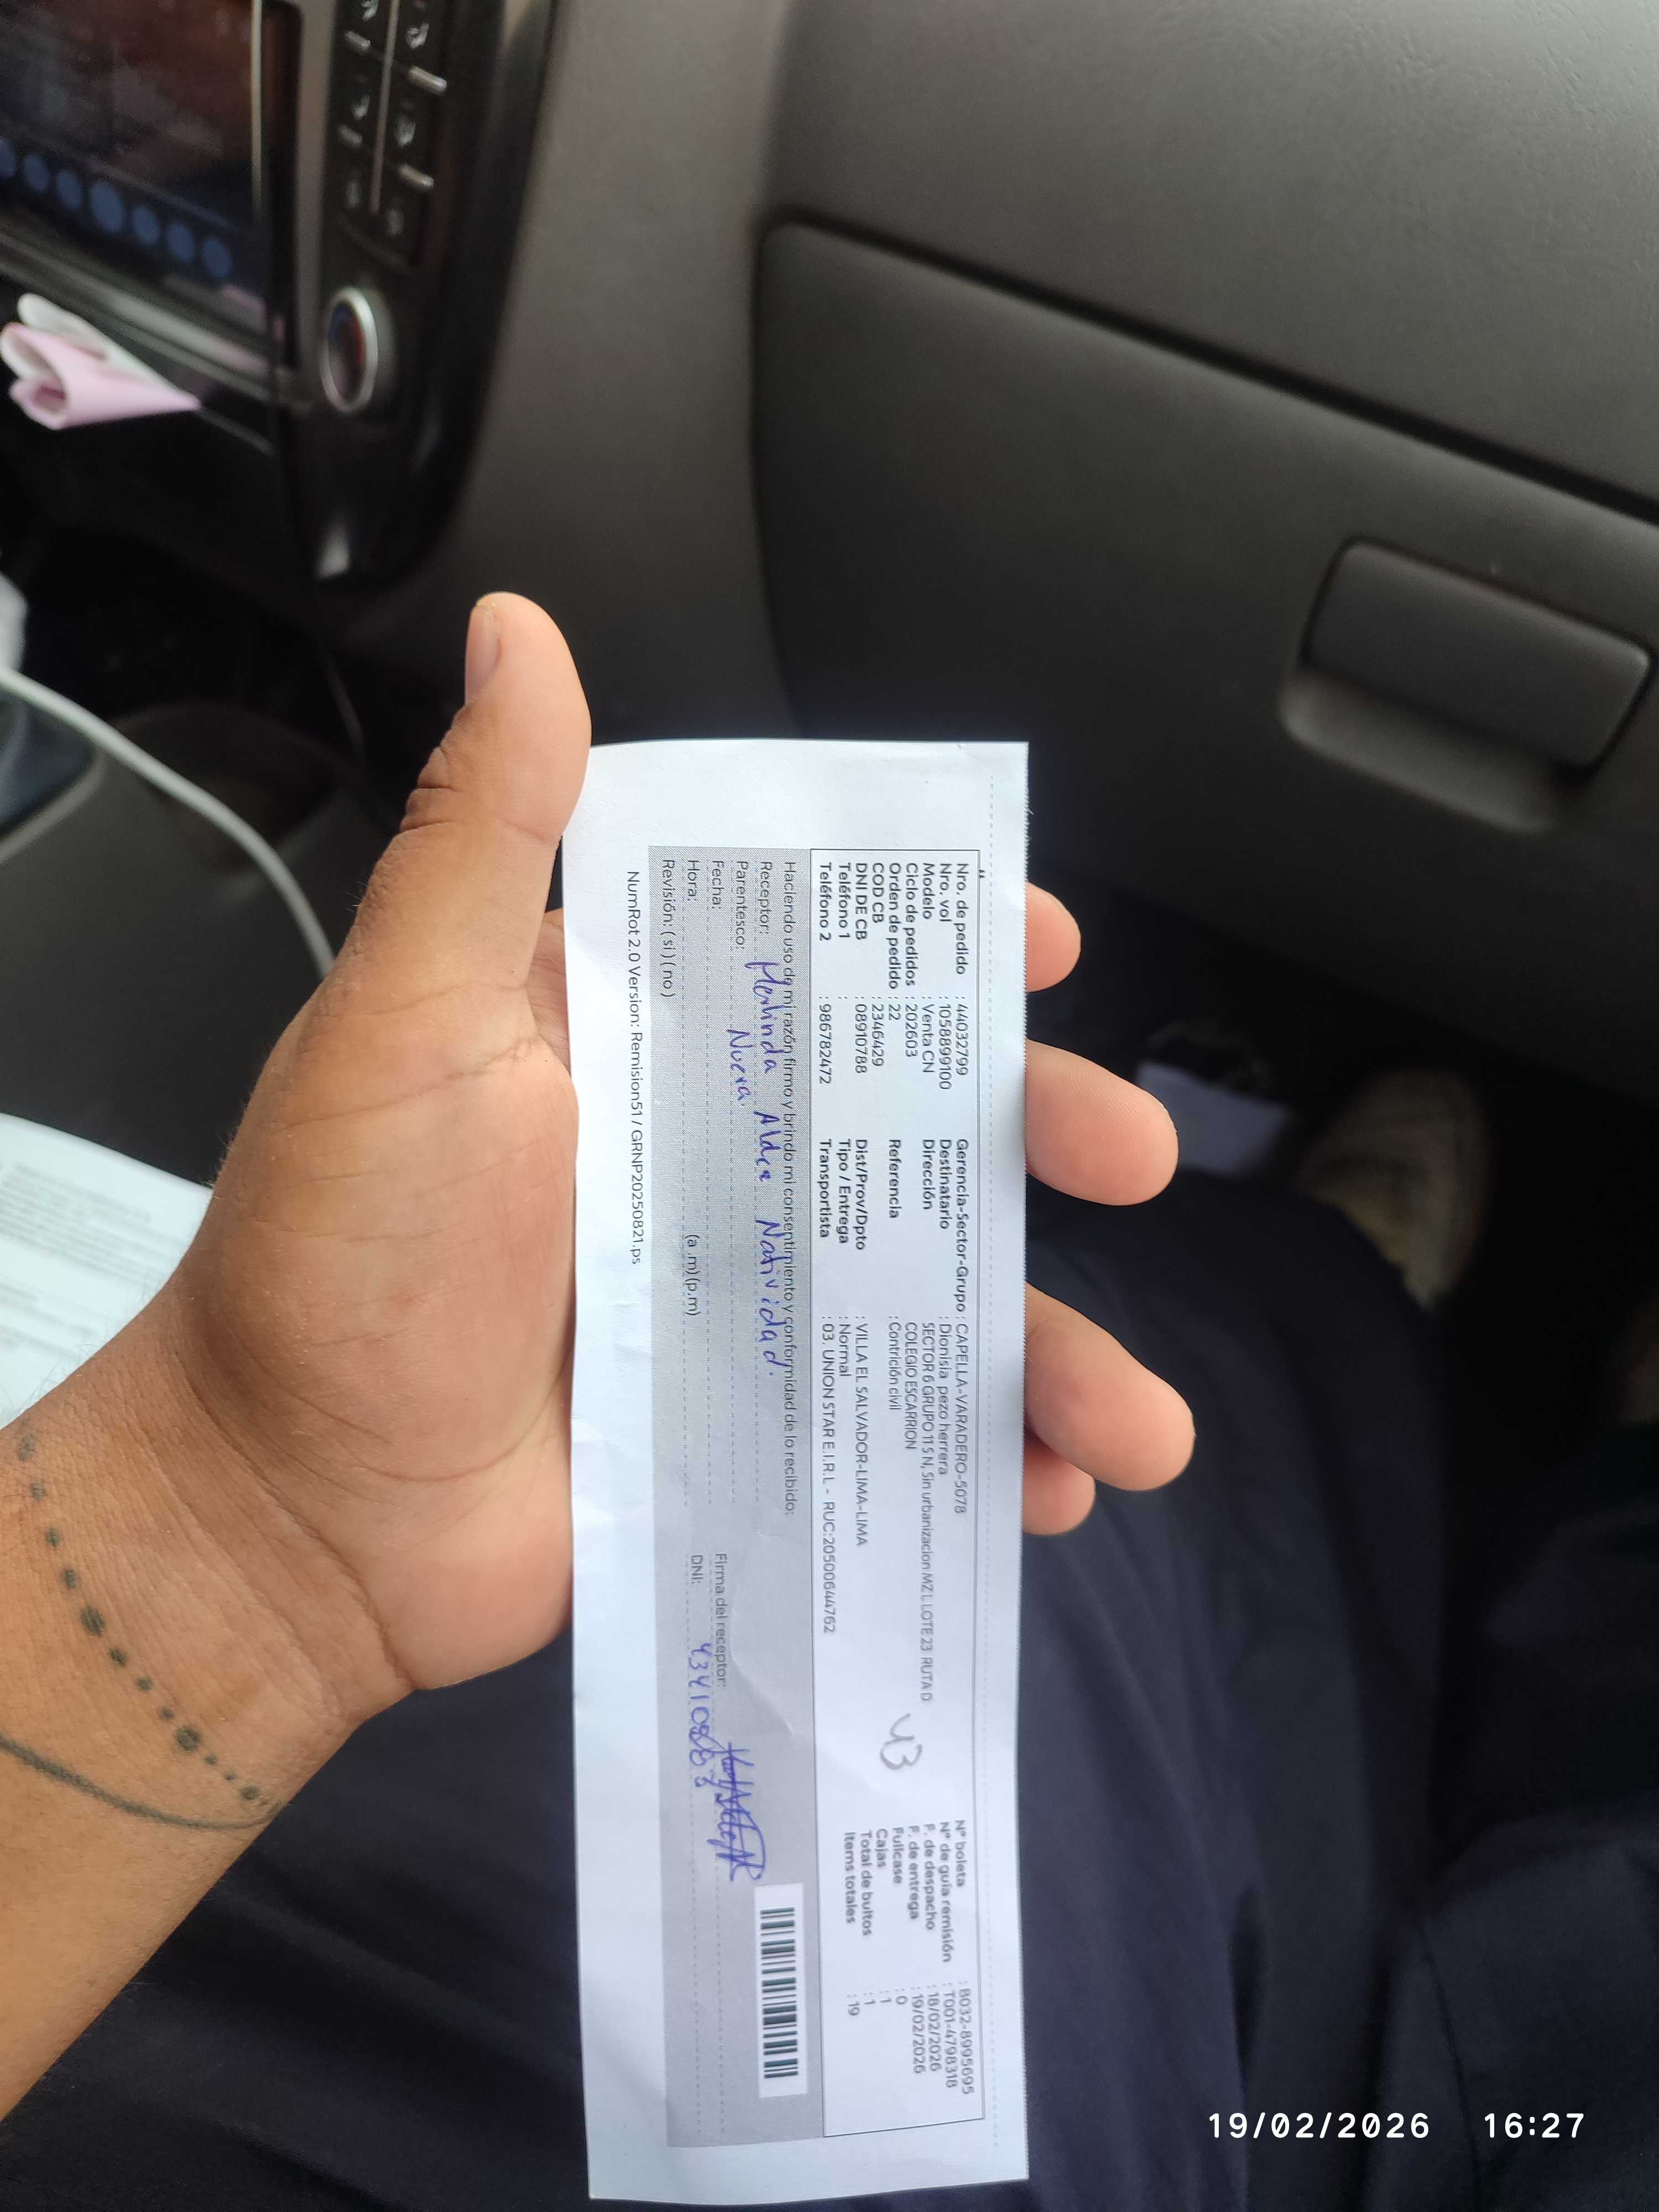 Nro. de pedido : 44032799
Nro. vol : 1058899100
Modelo : Venta CN
Ciclo de pedidos : 202603
Orden de pedido : 22
COD CB : 2346429
DNI DE CB : 08910788
Teléfono 1 :
Teléfono 2 : 986782472
Gerencia-Sector-Grupo : CAPELLA-VARADERO-5078
Destinatario : Dionisia pezo herrera
Dirección : SECTOR 6 GRUPO 11 S N, Sin urbanizacion MZ L LOTE 23 RUTA D
COLEGIO ESCARRION
Referencia : Contrición civil
Dist/Prov/Dpto : VILLA EL SALVADOR-LIMA-LIMA
Tipo / Entrega : Normal
Transportista : 03. UNION STAR E.I.R.L - RUC:20500644762
43
N° boleta : B032-8995695
N° de guía remisión : T001-4798318
F. de despacho : 18/02/2026
F. de entrega : 19/02/2026
Fullcase : 0
Cajas : 1
Total de bultos : 1
Items totales : 19
Haciendo uso de mi razón firmo y brindo mi consentimiento y conformidad de lo recibido:
Receptor: Merlinda Aldea Natividad.
Parentesco: Nuera.
Fecha:
Hora: (a .m) (p.m)
Revisión: ( si ) ( no )
Firma del receptor:
DNI:
NumRot 2.0 Version: Remision51 / GRNP20250821.ps
19/02/2026 16:27